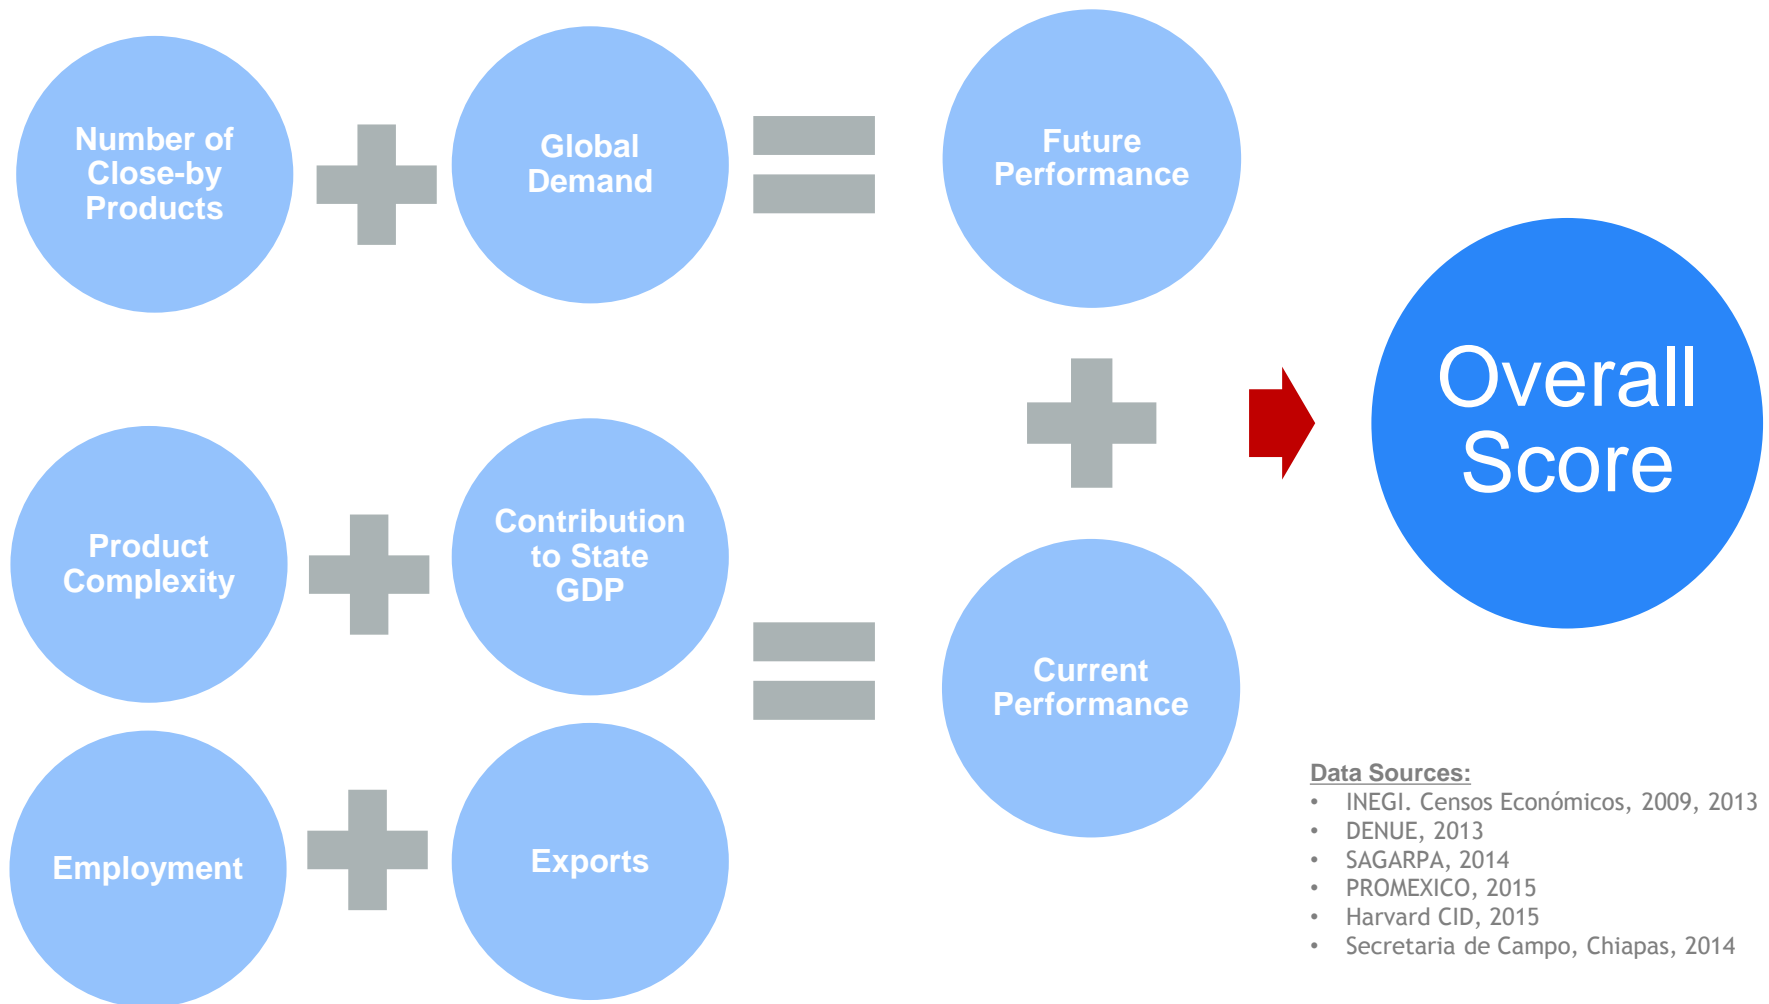 Number of
Close-by
Products
Global
Demand
Future
Performance
Overall
Score
Product
Complexity
Contribution
to State
GDP
Current
Performance
Employment
Exports
Data Sources:
• INEGI. Censos Económicos, 2009, 2013
• DENUE, 2013
• SAGARPA, 2014
• PROMEXICO, 2015
• Harvard CID, 2015
• Secretaria de Campo, Chiapas, 2014